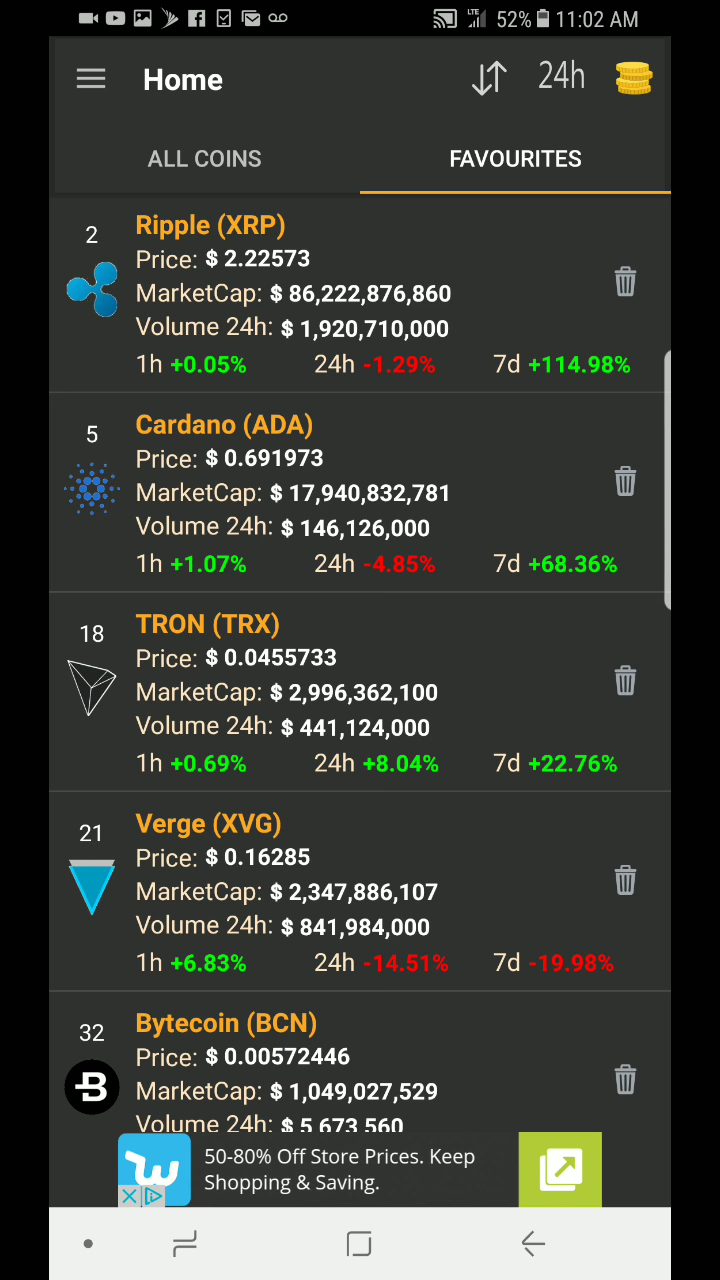 LTE 52% 11:02 AM
Home 24h
ALL COINS FAVOURITES
2 Ripple (XRP)
Price: $ 2.22573
MarketCap: $ 86,222,876,860
Volume 24h: $ 1,920,710,000
1h +0.05% 24h -1.29% 7d +114.98%
5 Cardano (ADA)
Price: $ 0.691973
MarketCap: $ 17,940,832,781
Volume 24h: $ 146,126,000
1h +1.07% 24h -4.85% 7d +68.36%
18 TRON (TRX)
Price: $ 0.0455733
MarketCap: $ 2,996,362,100
Volume 24h: $ 441,124,000
1h +0.69% 24h +8.04% 7d +22.76%
21 Verge (XVG)
Price: $ 0.16285
MarketCap: $ 2,347,886,107
Volume 24h: $ 841,984,000
1h +6.83% 24h -14.51% 7d -19.98%
32 Bytecoin (BCN)
Price: $ 0.00572446
MarketCap: $ 1,049,027,529
Volume 24h: $ 5,673,560
50-80% Off Store Prices. Keep
Shopping & Saving.